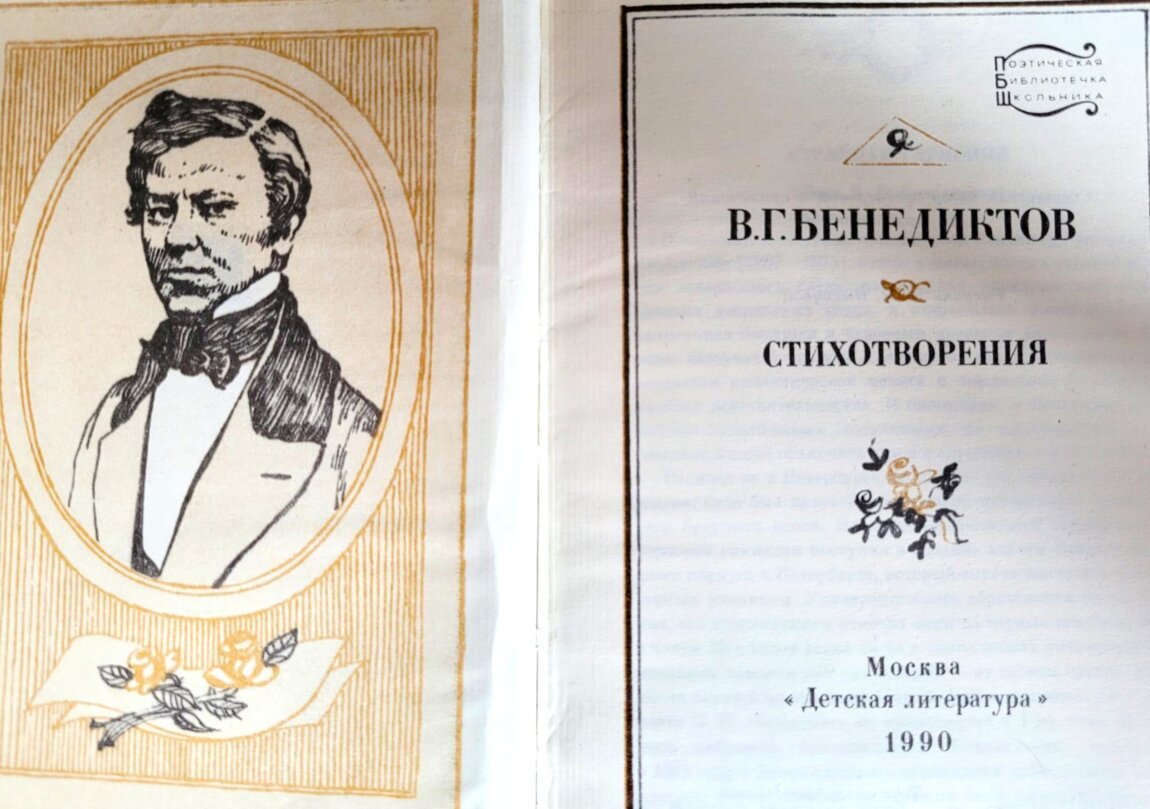 Поэтическая
Библиотечка
Школьника
В.Г.БЕНЕДИКТОВ
СТИХОТВОРЕНИЯ
Москва
« Детская литература »
1990